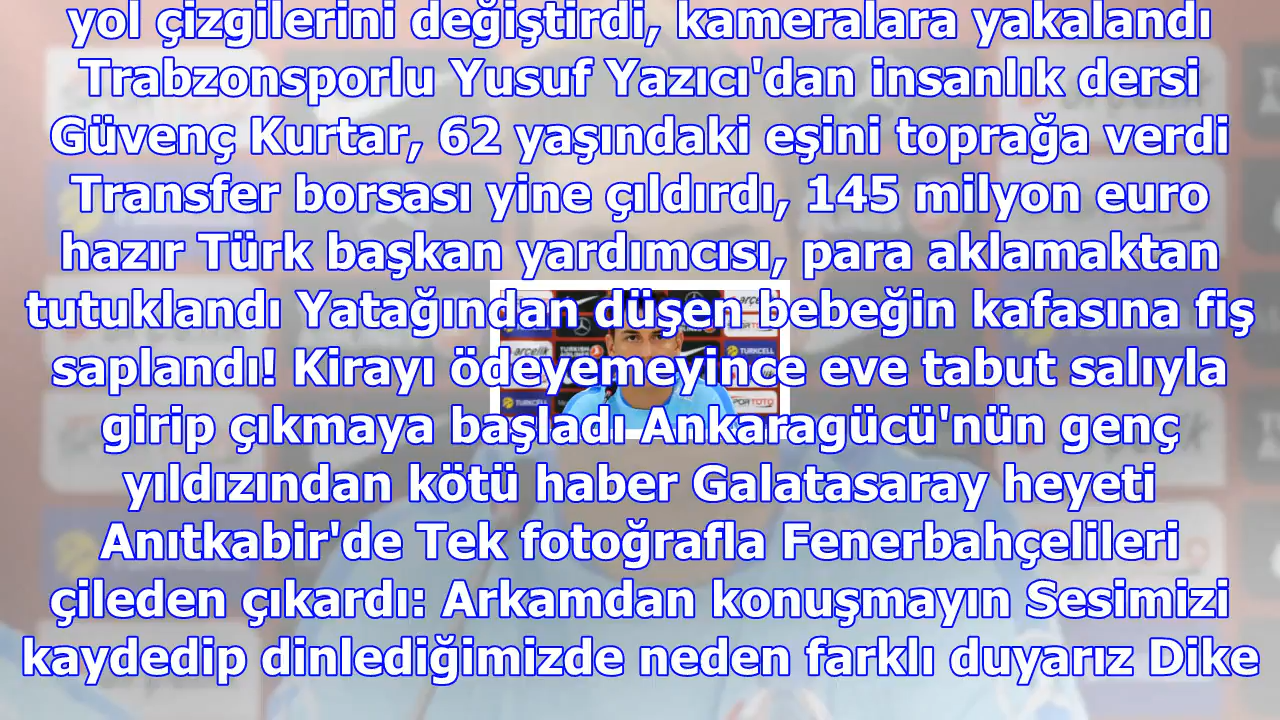 yol çizgilerini değiştirdi, kameralara yakalandı
Trabzonsporlu Yusuf Yazıcı'dan insanlık dersi
Güvenç Kurtar, 62 yaşındaki eşini toprağa verdi
Transfer borsası yine çıldırdı, 145 milyon euro
hazır Türk başkan yardımcısı, para aklamaktan
tutuklandı Yatağından düşen bebeğin kafasına fiş
saplandı! Kirayı ödeyemeyince eve tabut salıyla
girip çıkmaya başladı Ankaragücü'nün genç
yıldızından kötü haber Galatasaray heyeti
Anıtkabir'de Tek fotoğrafla Fenerbahçelileri
çileden çıkardı: Arkamdan konuşmayın Sesimizi
kaydedip dinlediğimizde neden farklı duyarız Dike
TURKCELL
TURKCELL